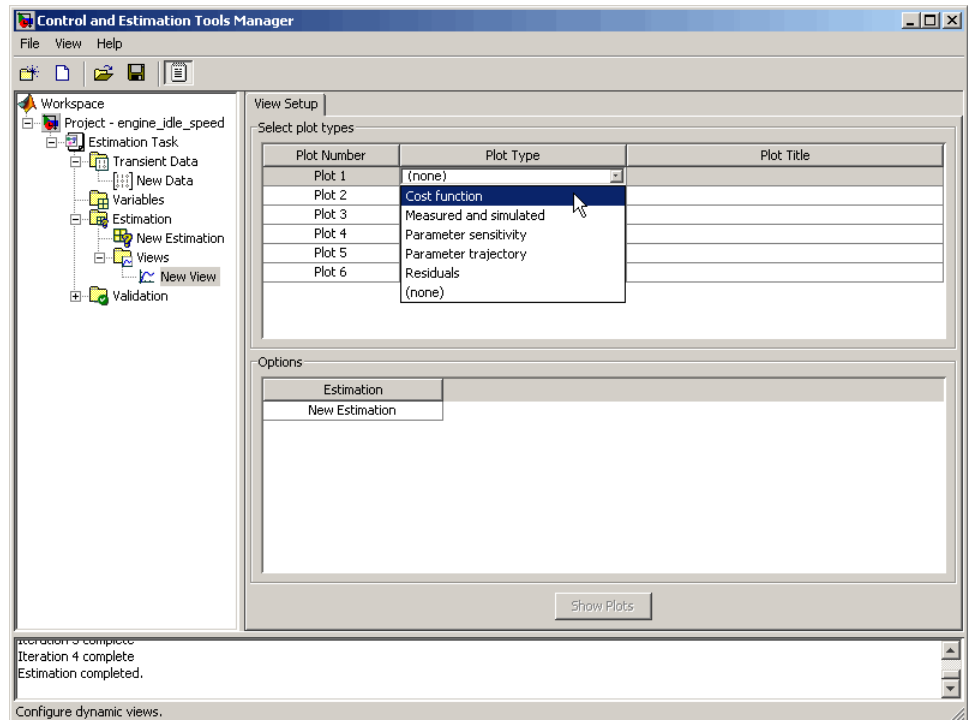 Control and Estimation Tools Manager
File View Help
Workspace
Project - engine_idle_speed
Estimation Task
Transient Data
New Data
Variables
Estimation
New Estimation
Views
New View
Validation
View Setup
Select plot types
Plot Number Plot Type Plot Title
Plot 1 (none)
Plot 2 Cost function
Plot 3 Measured and simulated
Plot 4 Parameter sensitivity
Plot 5 Parameter trajectory
Plot 6 Residuals
(none)
Options
Estimation
New Estimation
Show Plots
Iteration 3 complete
Iteration 4 complete
Estimation completed.
Configure dynamic views.